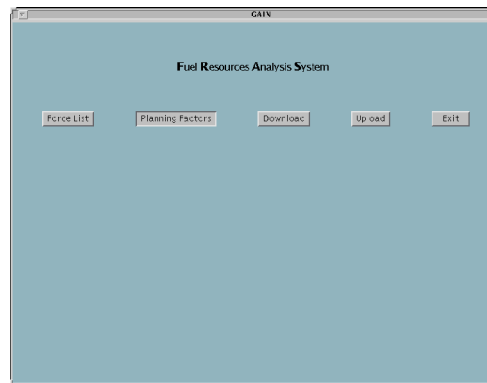 GAIN
Fuel Resources Analysis System
Force List Planning Factors Download Upload Exit